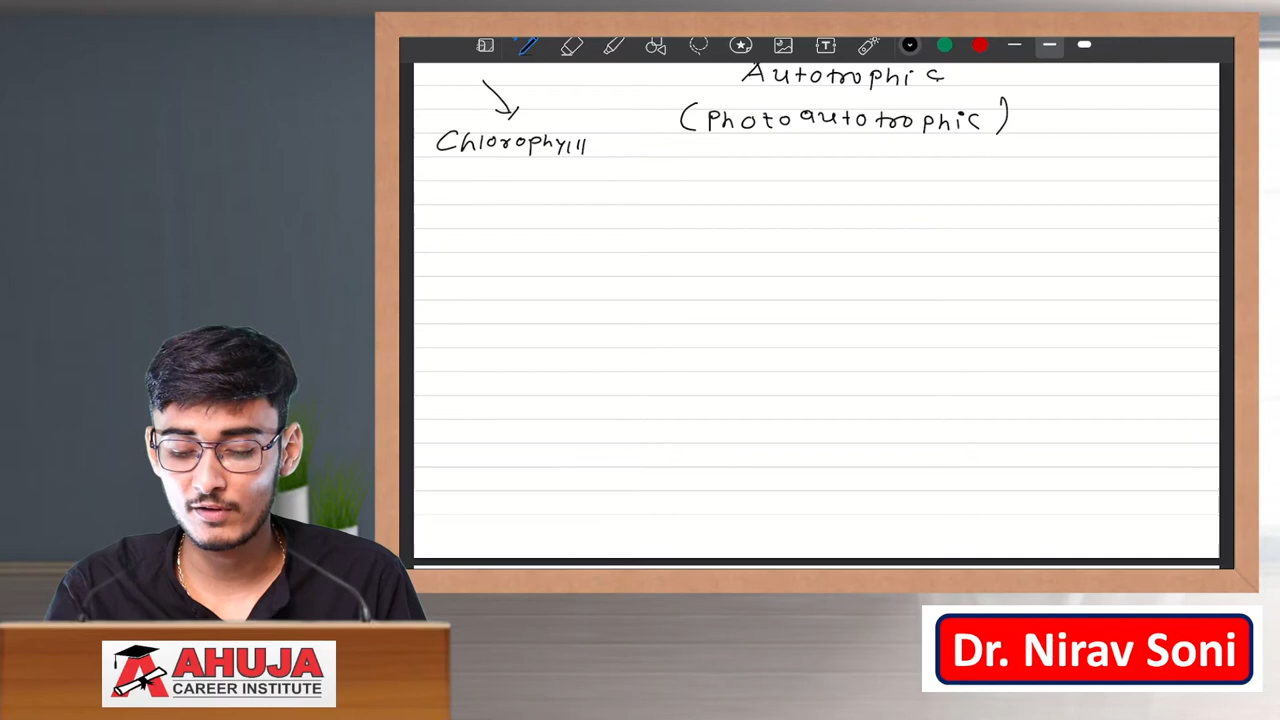 Autotrophic
(Photoautotrophic)
Chlorophyll
AHUJA
CAREER INSTITUTE
Dr. Nirav Soni